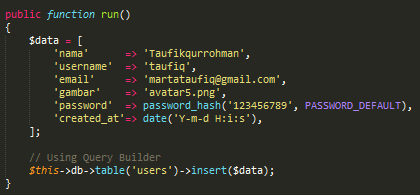 public function run()
{
    $data = [
        'nama'      => 'Taufikqurrohman',
        'username'  => 'taufiq',
        'email'     => 'martataufiq@gmail.com',
        'gambar'    => 'avatar5.png',
        'password'  => password_hash('123456789', PASSWORD_DEFAULT),
        'created_at'=> date('Y-m-d H:i:s'),
    ];

    // Using Query Builder
    $this->db->table('users')->insert($data);
}